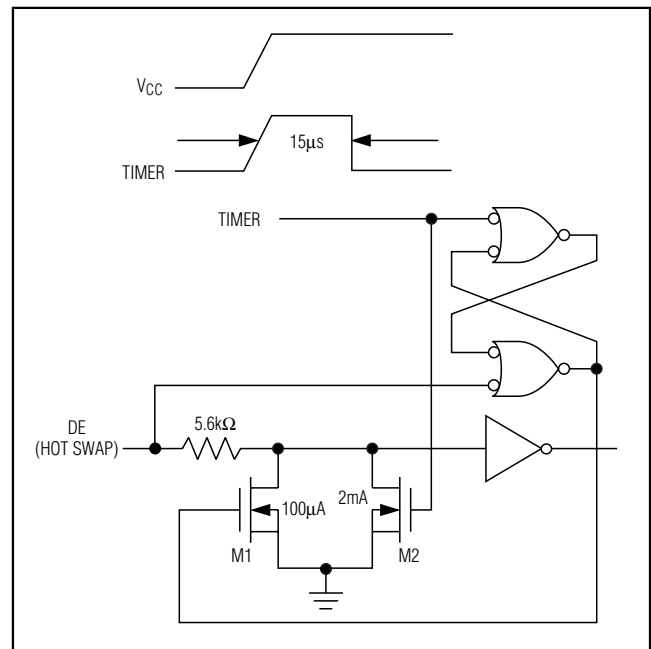 VCC
15μs
TIMER
TIMER
DE
(HOT SWAP)
5.6kΩ
100μA
2mA
M1
M2